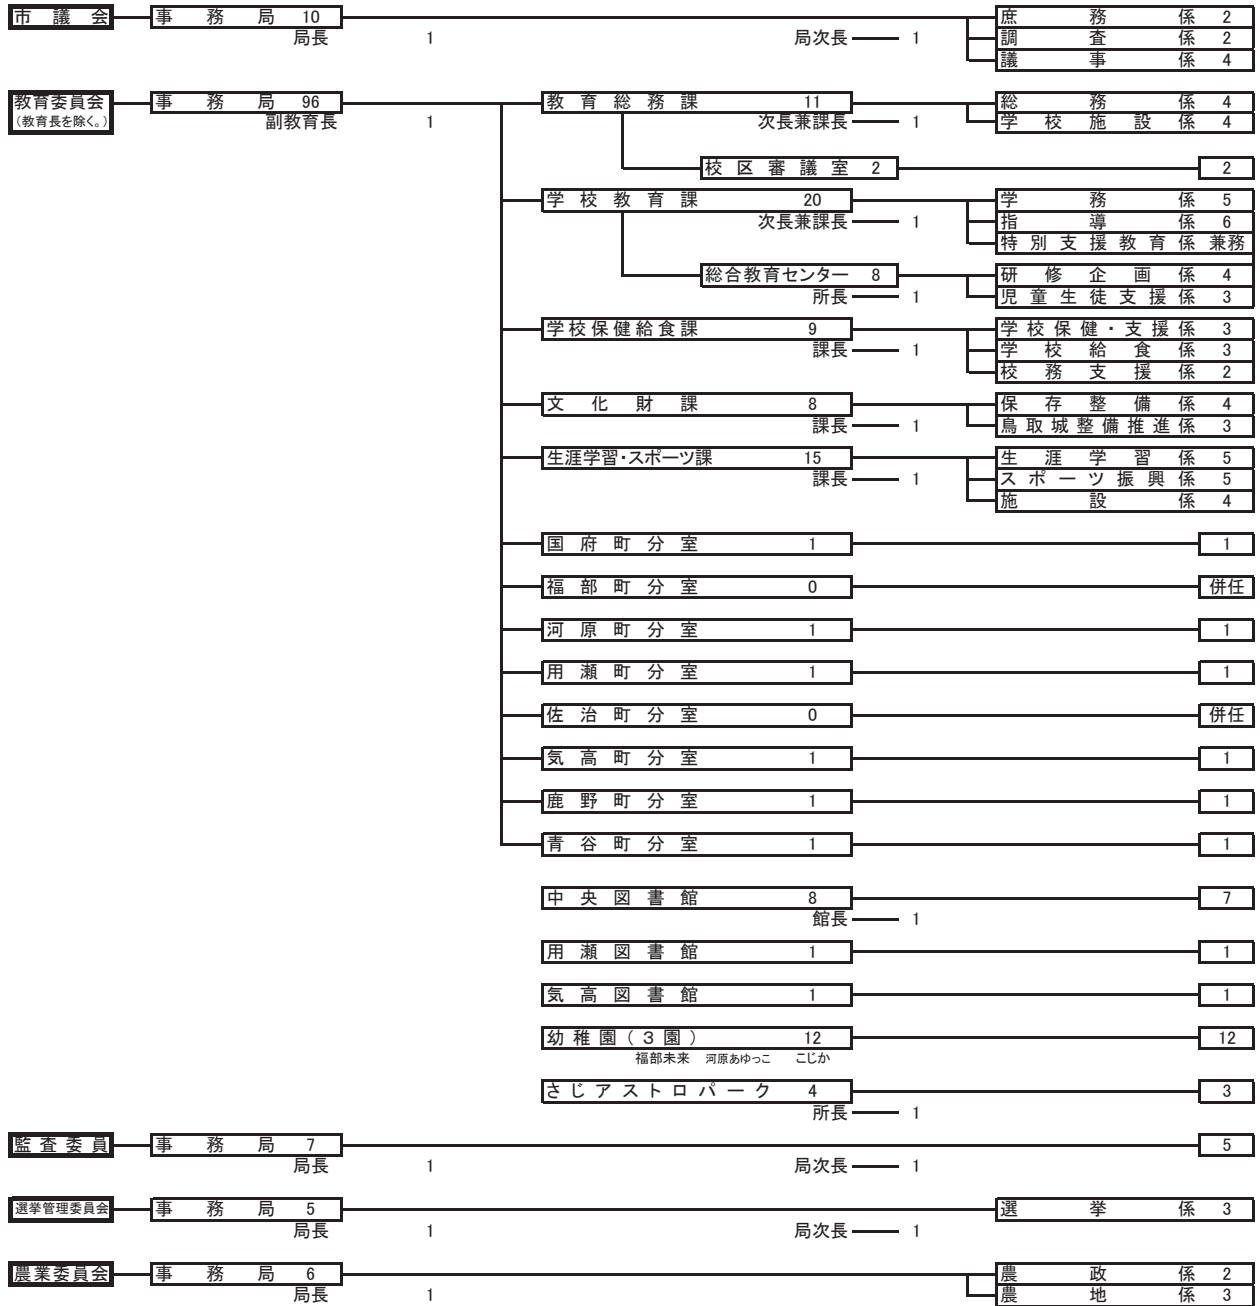 市議会 事務局 10 庶務係 2
局長 1 局次長 1 調査係 2
議事係 4
教育委員会 事務局 96 教育総務課 11 総務係 4
(教育長を除く。) 副教育長 1 次長兼課長 1 学校施設係 4
校区審議室 2 2
学校教育課 20 学務係 5
次長兼課長 1 指導係 6
特別支援教育係 兼務
総合教育センター 8 研修企画係 4
所長 1 児童生徒支援係 3
学校保健給食課 9 学校保健・支援係 3
課長 1 学校給食係 3
校務支援係 2
文化財課 8 保存整備係 4
課長 1 鳥取城整備推進係 3
生涯学習・スポーツ課 15 生涯学習係 5
課長 1 スポーツ振興係 5
施設係 4
国府町分室 1 1
福部町分室 0 併任
河原町分室 1 1
用瀬町分室 1 1
佐治町分室 0 併任
気高町分室 1 1
鹿野町分室 1 1
青谷町分室 1 1
中央図書館 8 7
館長 1
用瀬図書館 1 1
気高図書館 1 1
幼稚園(3園) 12 12
福部未来 河原あゆっこ こじか
さじアストロパーク 4 3
所長 1
監査委員 事務局 7 5
局長 1 局次長 1
選挙管理委員会 事務局 5 選挙係 3
局長 1 局次長 1
農業委員会 事務局 6 農政係 2
局長 1 農地係 3